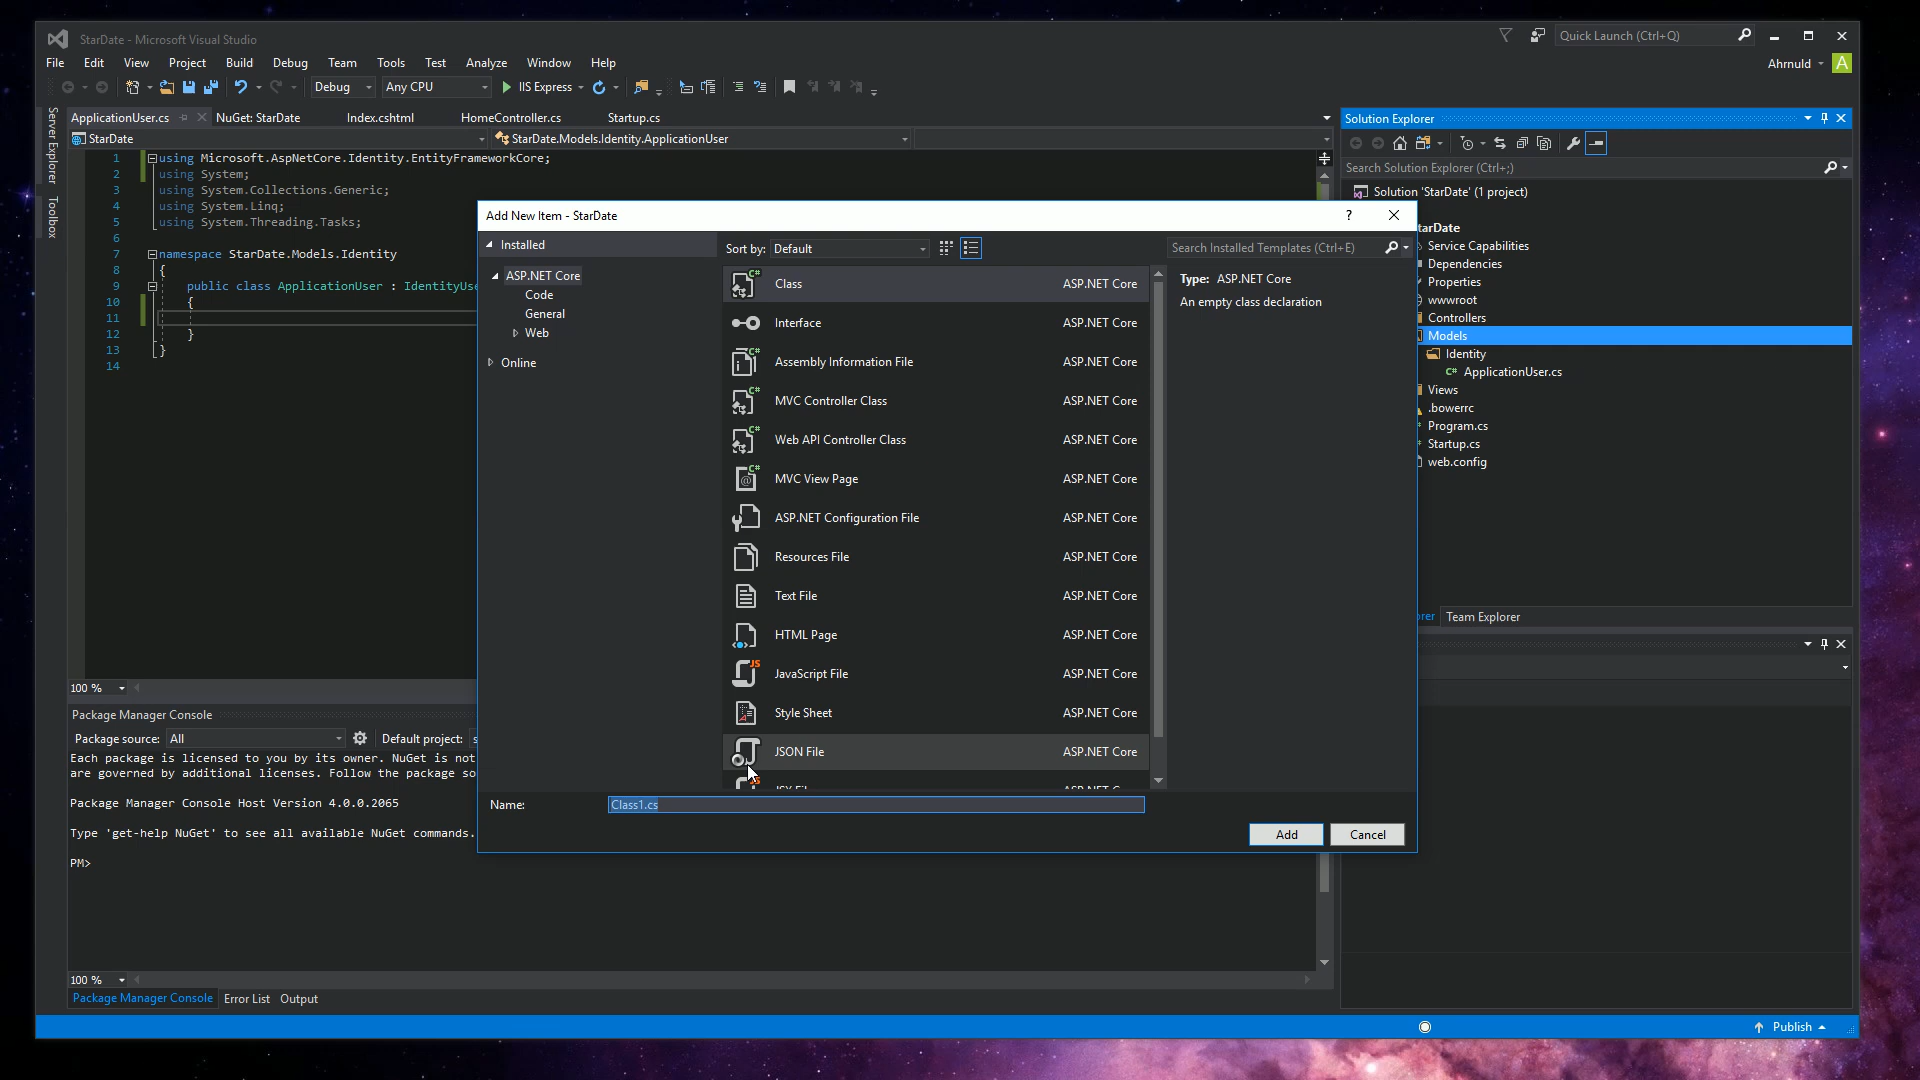 StarDate - Microsoft Visual Studio
Quick Launch (Ctrl+Q)
File Edit View Project Build Debug Team Tools Test Analyze Window Help
Ahrnuld A
Debug Any CPU IIS Express
Server Explorer
Toolbox
ApplicationUser.cs NuGet: StarDate Index.cshtml HomeController.cs Startup.cs
StarDate StarDate.Models.Identity.ApplicationUser
1 using Microsoft.AspNetCore.Identity.EntityFrameworkCore;
2 using System;
3 using System.Collections.Generic;
4 using System.Linq;
5 using System.Threading.Tasks;
6
7 namespace StarDate.Models.Identity
8 {
9 public class ApplicationUser : IdentityUse
10 {
11
12 }
13 }
14
100 %
Add New Item - StarDate
Installed
ASP.NET Core
Code
General
Web
Online
Sort by: Default
Search Installed Templates (Ctrl+E)
Class ASP.NET Core
Interface ASP.NET Core
Assembly Information File ASP.NET Core
MVC Controller Class ASP.NET Core
Web API Controller Class ASP.NET Core
MVC View Page ASP.NET Core
ASP.NET Configuration File ASP.NET Core
Resources File ASP.NET Core
Text File ASP.NET Core
HTML Page ASP.NET Core
JavaScript File ASP.NET Core
Style Sheet ASP.NET Core
JSON File ASP.NET Core
Type: ASP.NET Core
An empty class declaration
Name: Class1.cs
Add Cancel
Solution Explorer
Search Solution Explorer (Ctrl+;)
Solution 'StarDate' (1 project)
tarDate
Service Capabilities
Dependencies
Properties
wwwroot
Controllers
Models
Identity
C# ApplicationUser.cs
Views
.bowerrc
Program.cs
Startup.cs
web.config
rer Team Explorer
Package Manager Console
Package source: All Default project: s
Each package is licensed to you by its owner. NuGet is not
are governed by additional licenses. Follow the package so
Package Manager Console Host Version 4.0.0.2065
Type 'get-help NuGet' to see all available NuGet commands.
PM>
100 %
Package Manager Console Error List Output
Publish